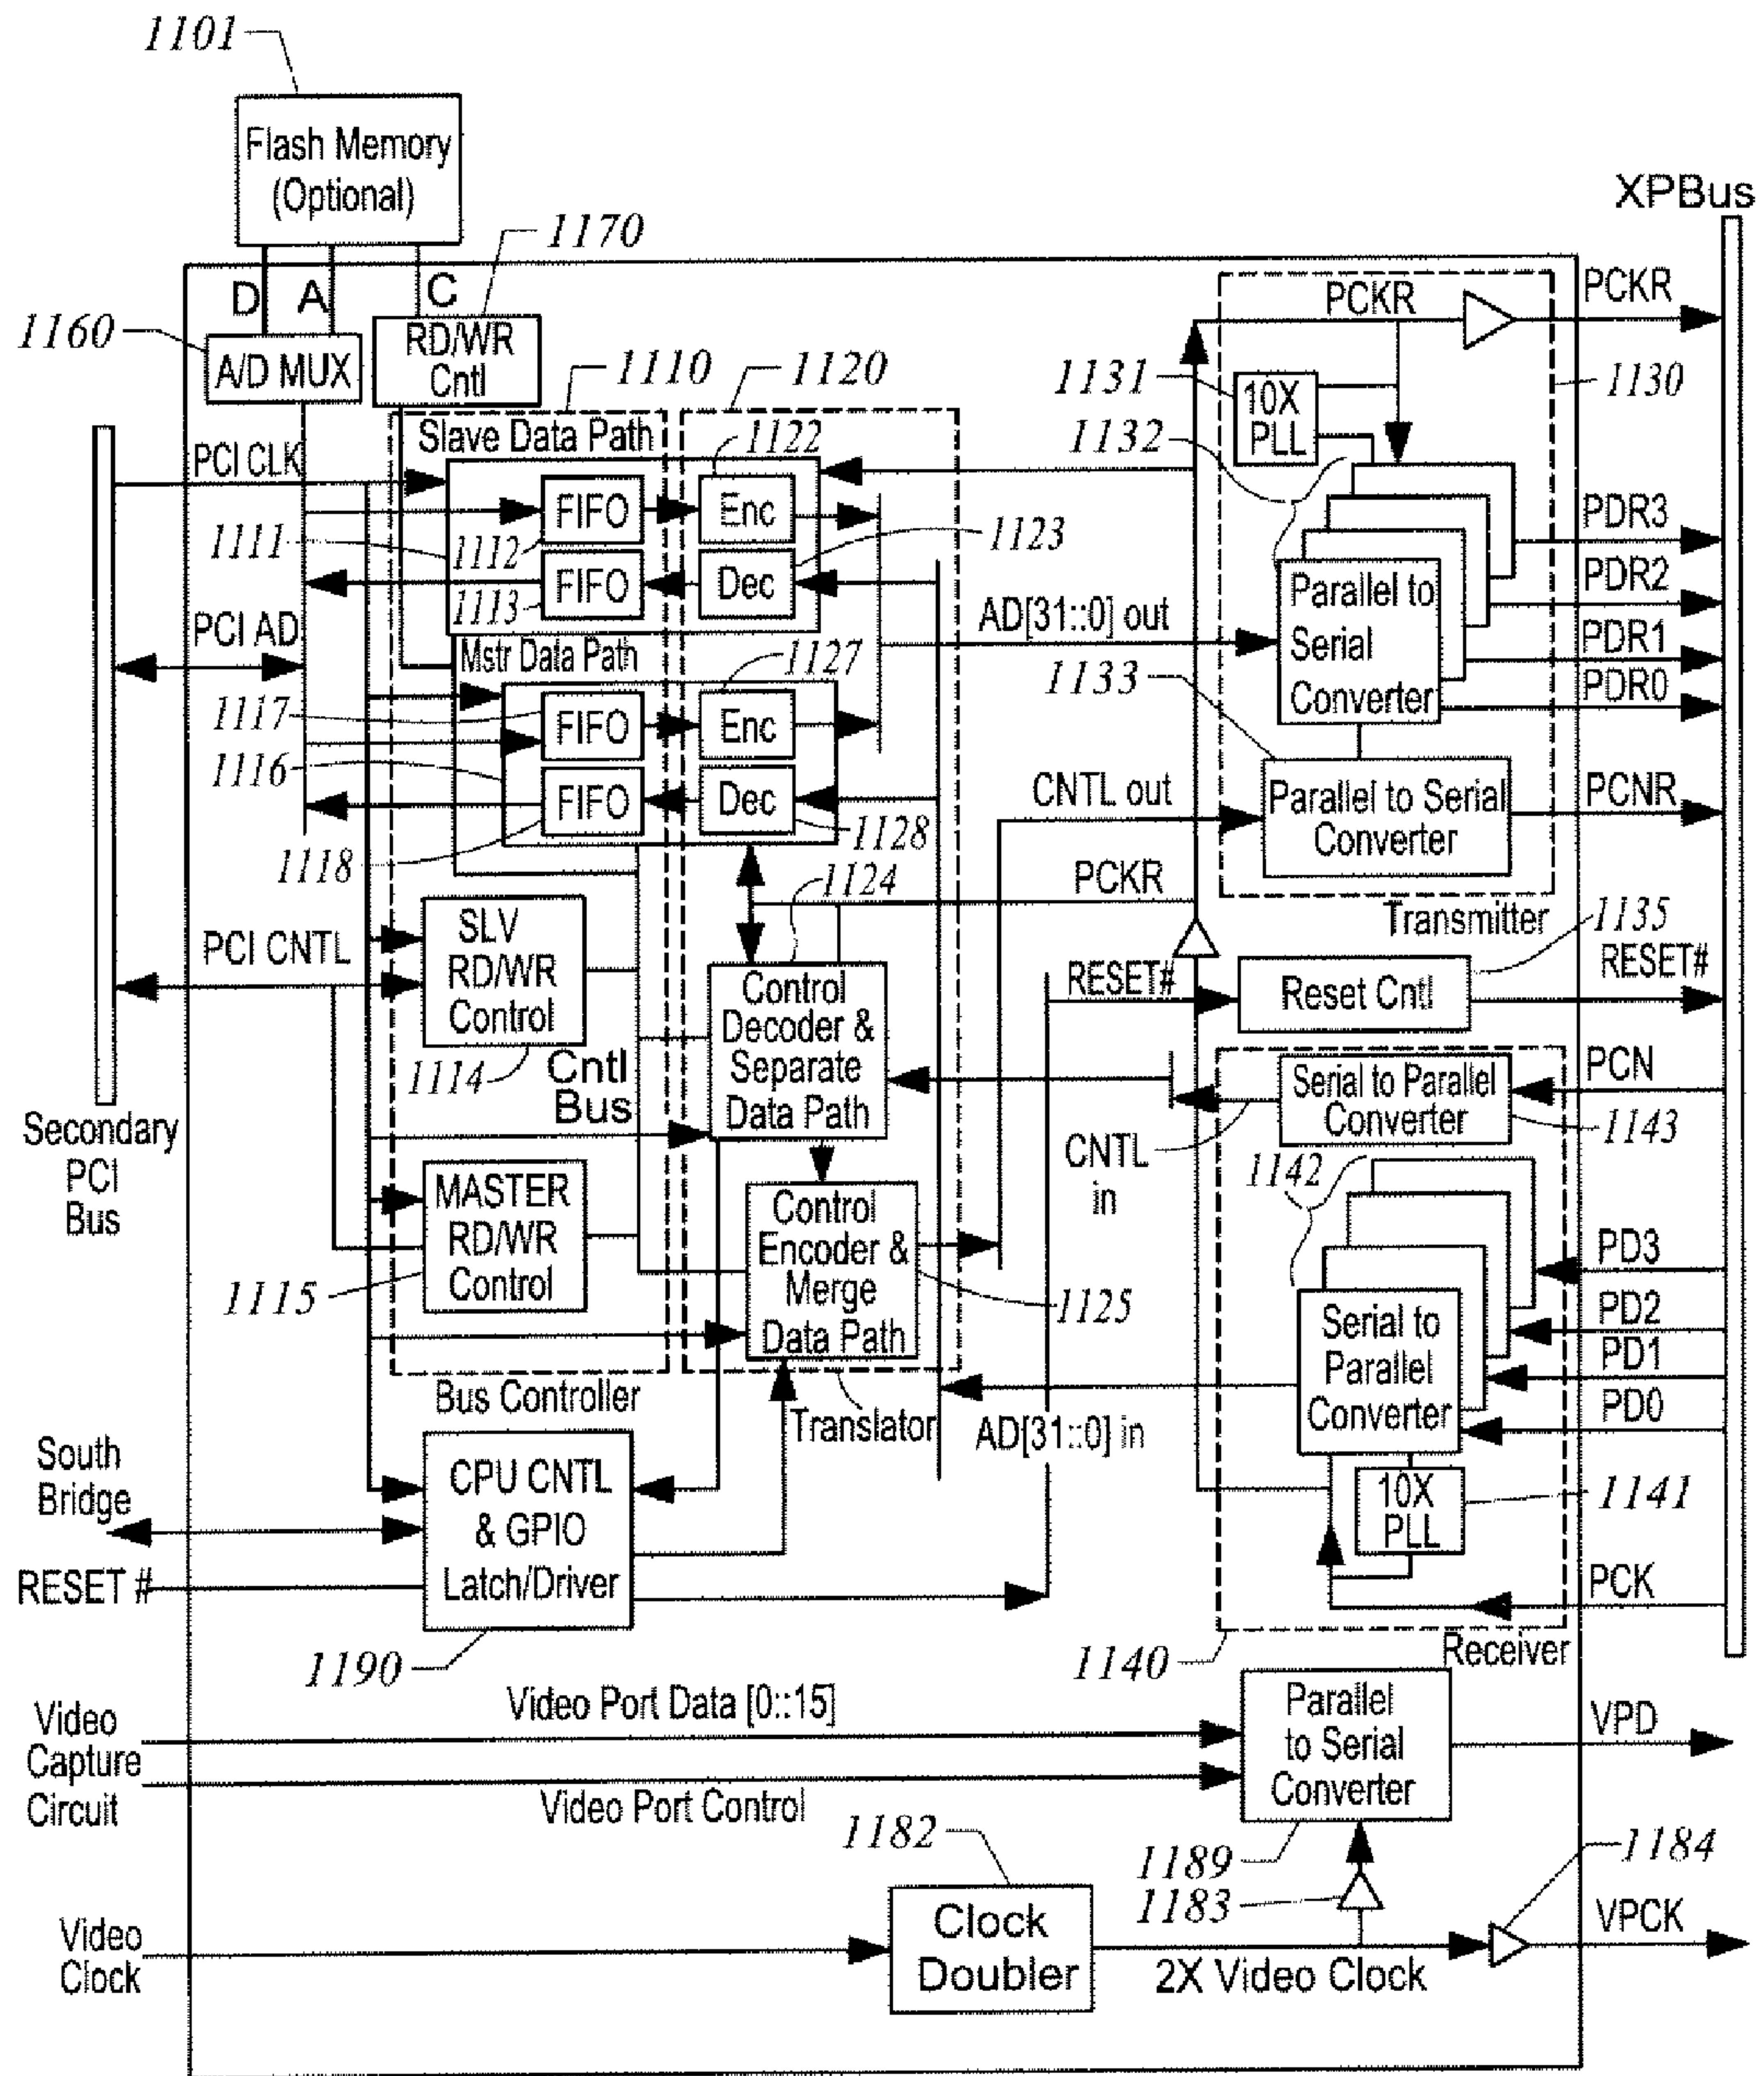 1101
Flash Memory
(Optional)
XPBus
1170
D
A
C
1160
A/D MUX
RD/WR
Cntl
1110
1120
PCKR
PCKR
1130
1131
10X
PLL
1132
Slave Data Path
1122
PCI CLK
FIFO
Enc
1111
1112
1123
FIFO
Dec
1113
PCI AD
AD[31::0] out
Parallel to
Serial
Converter
PDR3
PDR2
PDR1
PDR0
Mstr Data Path
1127
1133
1117
FIFO
Enc
1116
FIFO
Dec
1128
1118
CNTL out
Parallel to Serial
Converter
PCNR
1124
PCKR
Transmitter
1135
PCI CNTL
SLV
RD/WR
Control
1114
Control
Decoder &
Separate
Data Path
RESET#
Reset Cntl
RESET#
Cntl
Bus
Serial to Parallel
Converter
PCN
1143
CNTL
in
1142
Secondary
PCI
Bus
MASTER
RD/WR
Control
1115
Control
Encoder &
Merge
Data Path
1125
PD3
PD2
PD1
PD0
Serial to
Parallel
Converter
Bus Controller
Translator
AD[31::0] in
South
Bridge
CPU CNTL
& GPIO
Latch/Driver
10X
PLL
1141
RESET #
PCK
1190
1140
Receiver
Video
Capture
Circuit
Video Port Data [0::15]
Video Port Control
Parallel
to Serial
Converter
VPD
1182
1189
1183
1184
Video
Clock
Clock
Doubler
2X Video Clock
VPCK